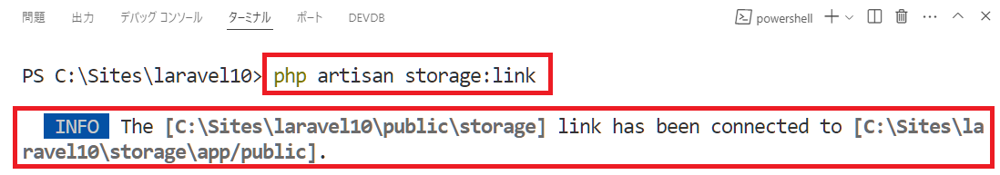 問題 出力 デバッグ コンソール ターミナル ポート DEVDB powershell
PS C:\Sites\laravel10> php artisan storage:link
INFO The [C:\Sites\laravel10\public\storage] link has been connected to [C:\Sites\la
ravel10\storage\app/public].